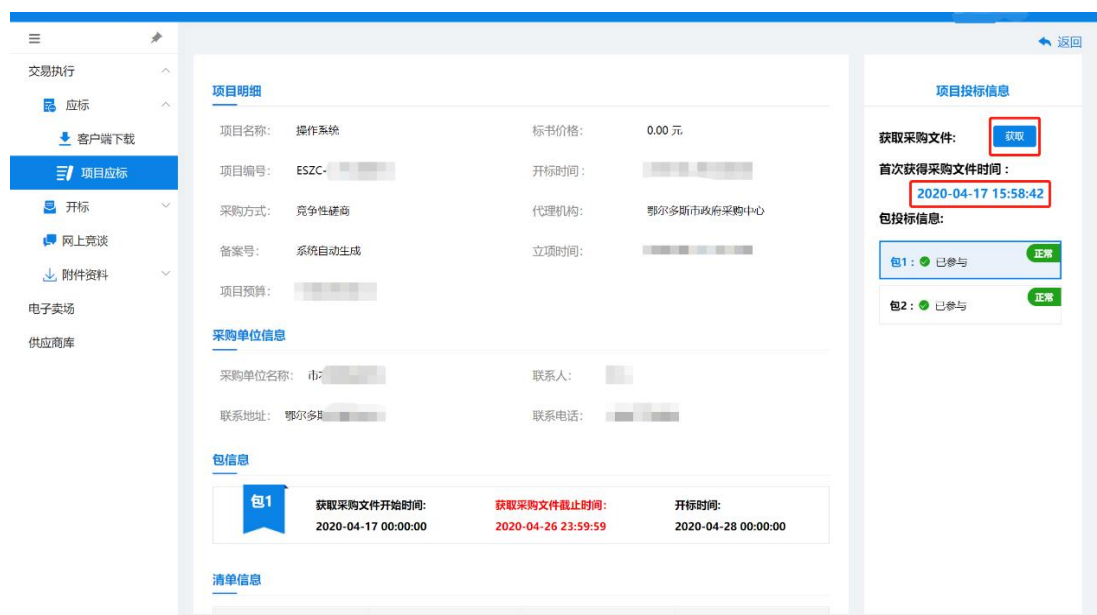 返回
交易执行
应标
客户端下载
项目应标
开标
网上竞谈
附件资料
电子卖场
供应商库
项目明细
项目名称: 操作系统 标书价格: 0.00 元
项目编号: ESZC- 开标时间:
采购方式: 竞争性磋商 代理机构: 鄂尔多斯市政府采购中心
备案号: 系统自动生成 立项时间:
项目预算:
采购单位信息
采购单位名称: 市 联系人:
联系地址: 鄂尔多斯 联系电话:
包信息
包1
获取采购文件开始时间: 获取采购文件截止时间: 开标时间:
2020-04-17 00:00:00 2020-04-26 23:59:59 2020-04-28 00:00:00
清单信息
项目投标信息
获取采购文件: 获取
首次获得采购文件时间:
2020-04-17 15:58:42
包投标信息:
包1: 已参与 正常
包2: 已参与 正常